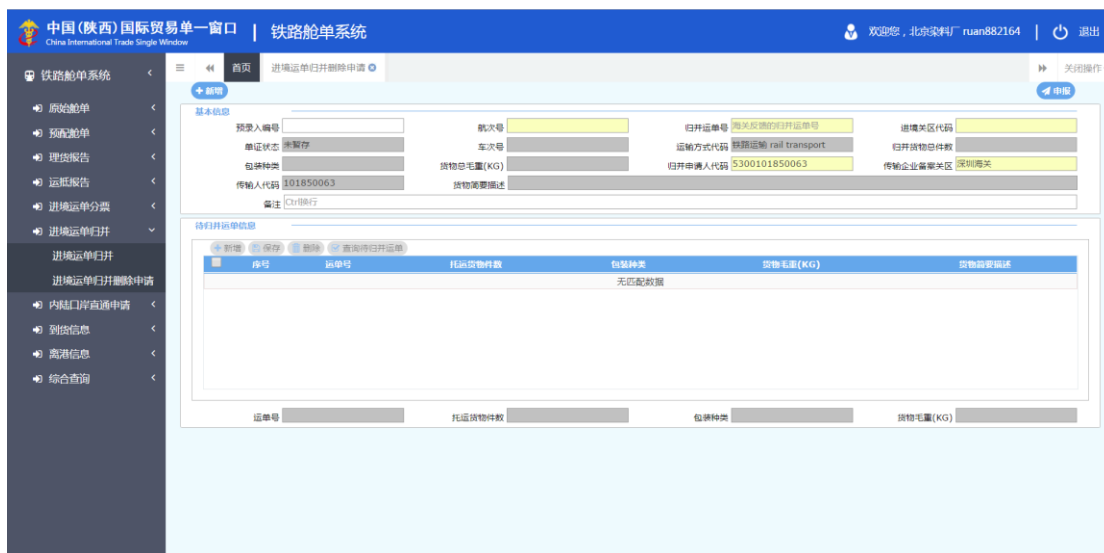 中国(陕西)国际贸易单一窗口 | 铁路舱单系统
China International Trade Single Window
欢迎您，北京染料厂 ruan882164 | 退出
铁路舱单系统
首页 进境运单归并删除申请 关闭操作
原始舱单
预配舱单
理货报告
运抵报告
进境运单分票
进境运单归并
进境运单归并
进境运单归并删除申请
内陆口岸直通申请
到货信息
离港信息
综合查询
新增 申报
基本信息
预录入编号 航次号 归并运单号 海关反馈的归并运单号 进境关区代码
单证状态 未暂存 车次号 运输方式代码 铁路运输 rail transport 归并货物总件数
包装种类 货物总毛重(KG) 归并申请人代码 5300101850063 传输企业备案关区 深圳海关
传输人代码 101850063 货物简要描述
备注 Ctrl换行
待归并运单信息
新增 保存 删除 查询待归并运单
序号 运单号 托运货物件数 包装种类 货物毛重(KG) 货物简要描述
无匹配数据
运单号 托运货物件数 包装种类 货物毛重(KG)